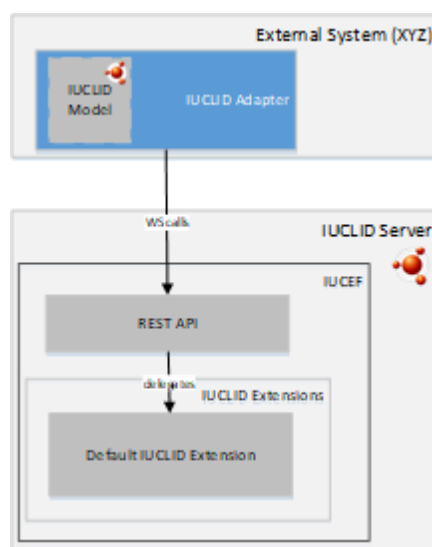 External System (XYZ)
IUCLID
Model
IUCLID Adapter
WS calls
IUCLID Server
IUCEF
REST API
delegates
IUCLID Extensions
Default IUCLID Extension